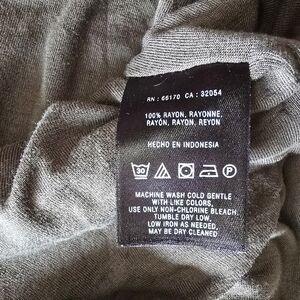 RN : 66170 CA : 32054
100% RAYON, RAYONNE,
RAYÓN, RAYON, REYON
HECHO EN INDONESIA
30 P
MACHINE WASH COLD GENTLE
WITH LIKE COLORS,
USE ONLY NON-CHLORINE BLEACH.
TUMBLE DRY LOW.
LOW IRON AS NEEDED,
MAY BE DRY CLEANED